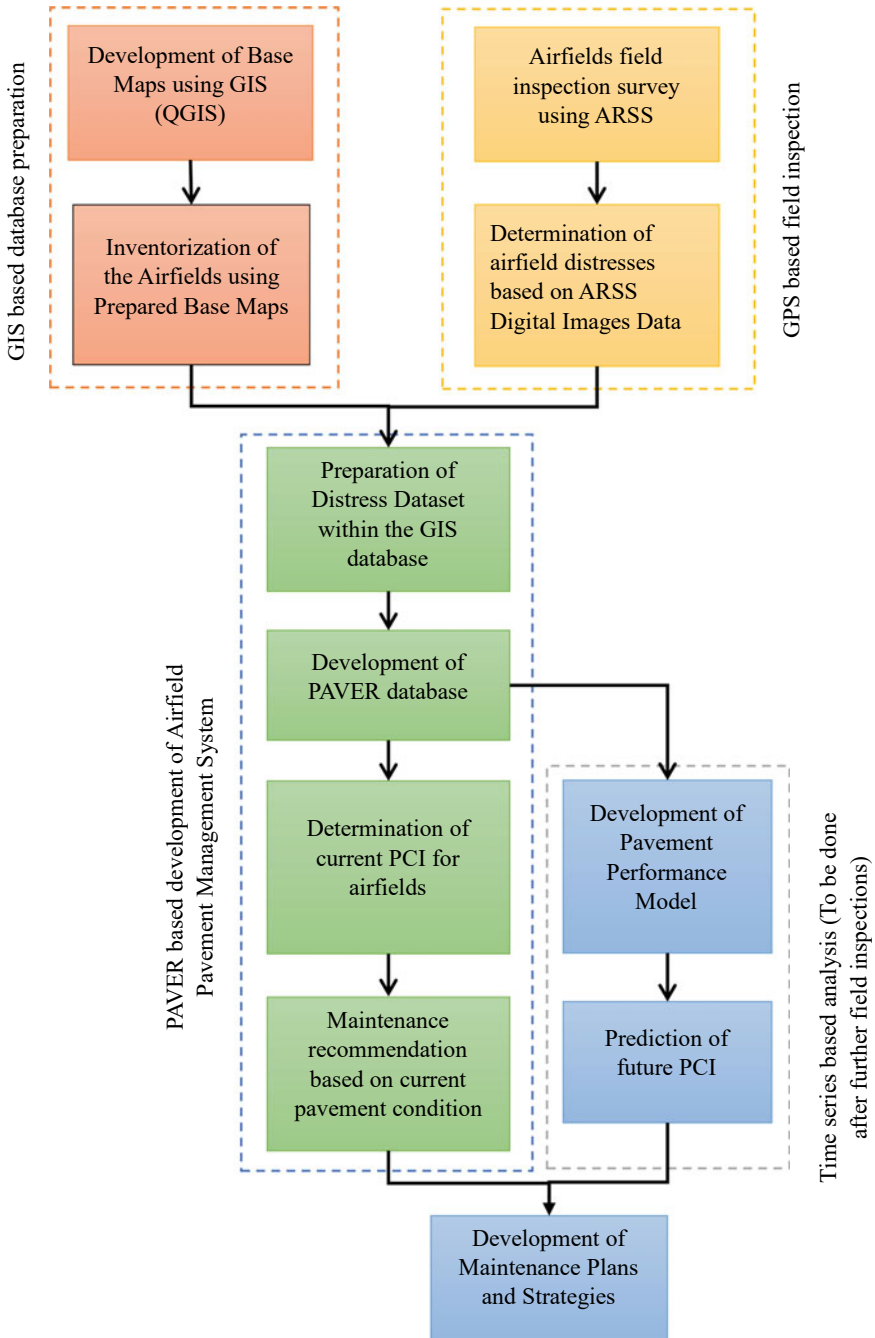 GIS based database preparation
Development of Base
Maps using GIS
(QGIS)
Inventorization of
the Airfields using
Prepared Base Maps
Airfields field
inspection survey
using ARSS
Determination of
airfield distresses
based on ARSS
Digital Images Data
GPS based field inspection
PAVER based development of Airfield
Pavement Management System
Preparation of
Distress Dataset
within the GIS
database
Development of
PAVER database
Determination of
current PCI for
airfields
Maintenance
recommendation
based on current
pavement condition
Development of
Pavement
Performance
Model
Prediction of
future PCI
Time series based analysis (To be done
after further field inspections)
Development of
Maintenance Plans
and Strategies